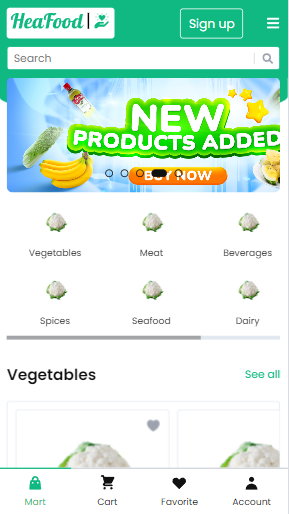 HeaFood
Sign up
Search
NEW
PRODUCTS ADDED
BUY NOW
Vegetables
Meat
Beverages
Spices
Seafood
Dairy
Vegetables
See all
Mart
Cart
Favorite
Account